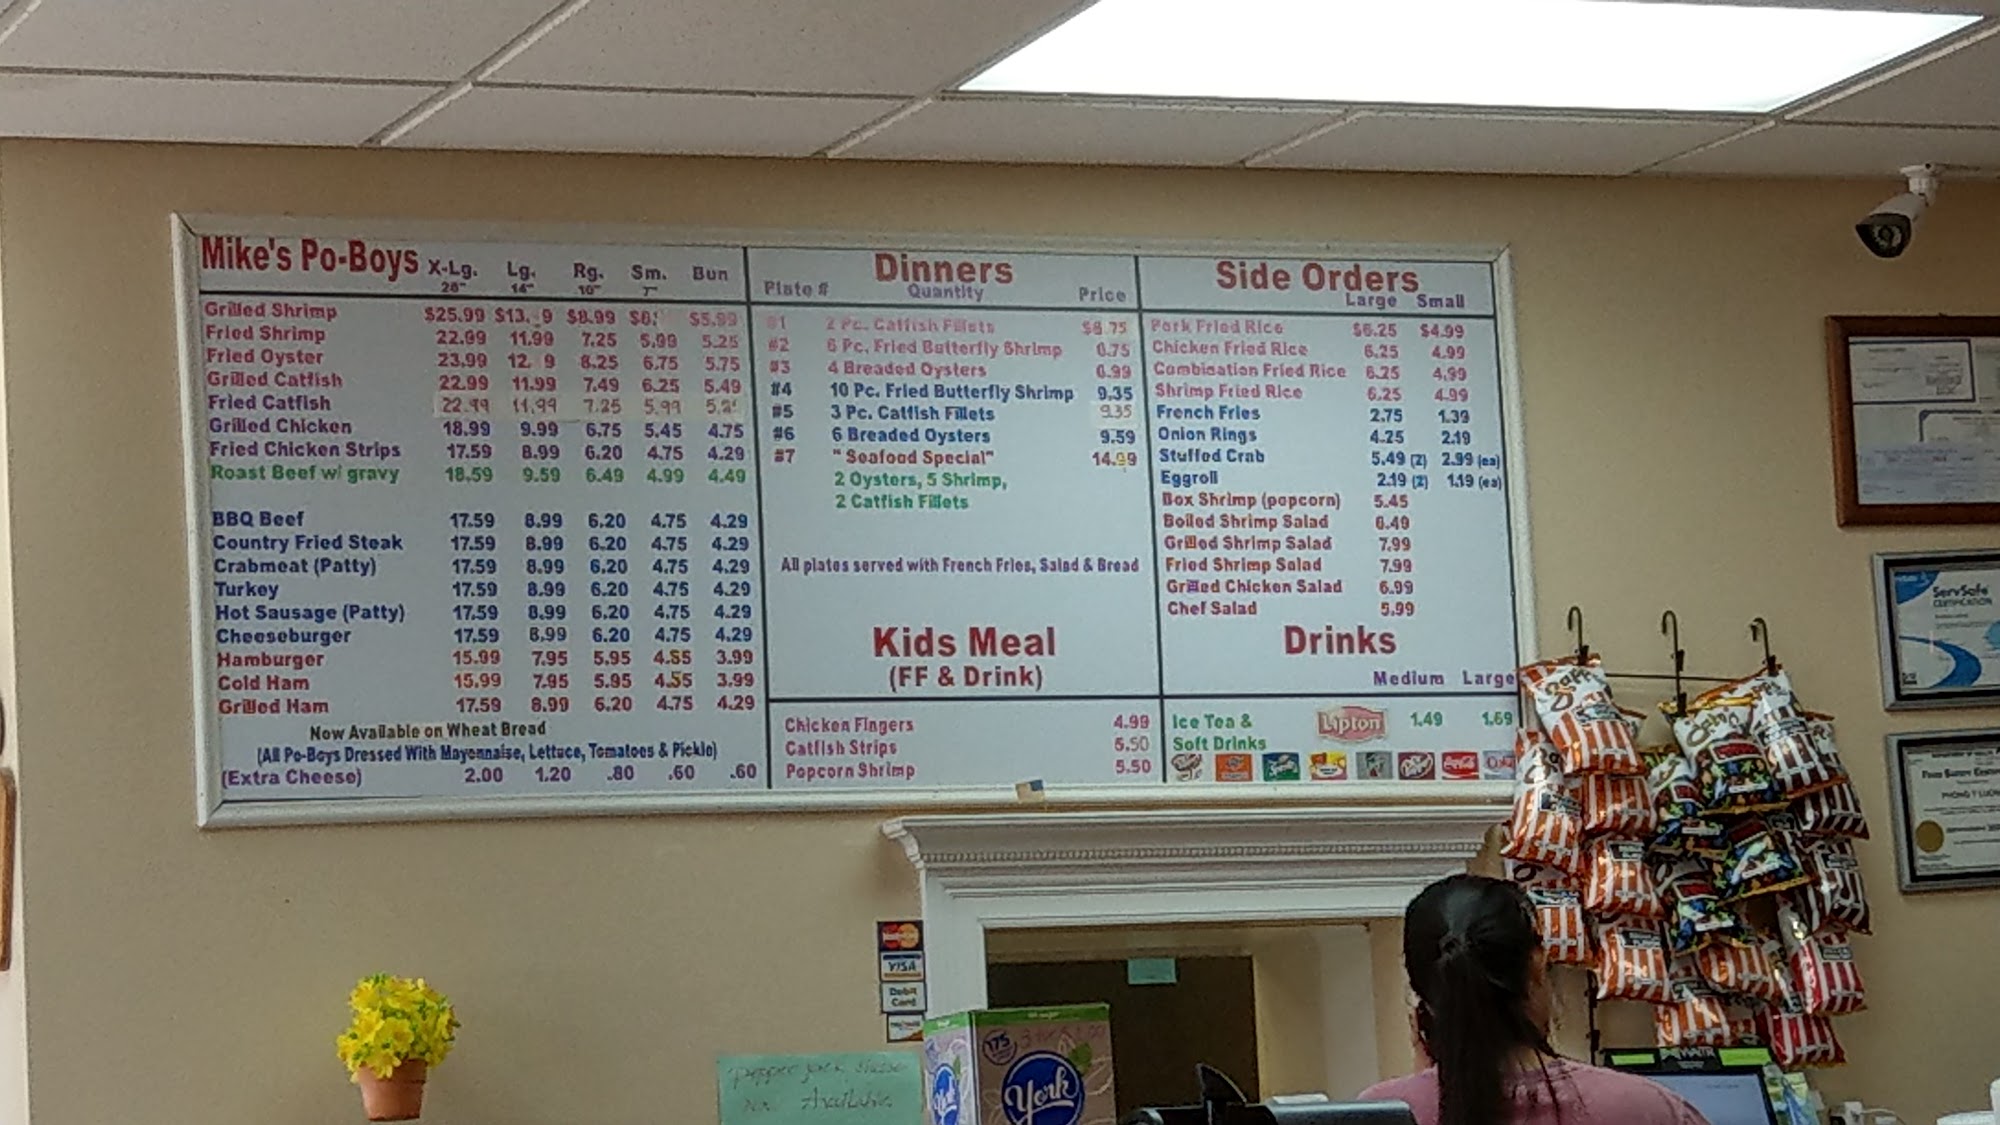 Mike's Po-Boys X-Lg. Lg. Rg. Sm. Bun
28" 14" 10" 7"
Grilled Shrimp $25.99 $8.99 $5.99
Fried Shrimp 22.99 11.99 7.25 5.99 5.25
Fried Oyster 23.99 8.25 6.75 5.75
Grilled Catfish 22.99 11.99 7.49 6.25 5.49
Fried Catfish 22.99 11.99 7.25 5.99
Grilled Chicken 18.99 9.99 6.75 5.45 4.75
Fried Chicken Strips 17.59 8.99 6.20 4.75 4.29
Roast Beef w/ gravy 18.59 9.59 6.49 4.99 4.49
BBQ Beef 17.59 8.99 6.20 4.75 4.29
Country Fried Steak 17.59 8.99 6.20 4.75 4.29
Crabmeat (Patty) 17.59 8.99 6.20 4.75 4.29
Turkey 17.59 8.99 6.20 4.75 4.29
Hot Sausage (Patty) 17.59 8.99 6.20 4.75 4.29
Cheeseburger 17.59 8.99 6.20 4.75 4.29
Hamburger 15.99 7.95 5.95 4.55 3.99
Cold Ham 15.99 7.95 5.95 4.55 3.99
Grilled Ham 17.59 8.99 6.20 4.75 4.29
Now Available on Wheat Bread
(All Po-Boys Dressed With Mayonnaise, Lettuce, Tomatoes & Pickle)
(Extra Cheese) 2.00 1.20 .80 .60 .60
Dinners
Plate # Quantity Price
#1 2 Pc. Catfish Fillets $6.75
#2 6 Pc. Fried Butterfly Shrimp 6.75
#3 4 Breaded Oysters 6.99
#4 10 Pc. Fried Butterfly Shrimp 9.35
#5 3 Pc. Catfish Fillets 9.35
#6 6 Breaded Oysters 9.59
#7 "Seafood Special" 14.99
2 Oysters, 5 Shrimp,
2 Catfish Fillets
All plates served with French Fries, Salad & Bread
Kids Meal
(FF & Drink)
Chicken Fingers 4.99
Catfish Strips 5.50
Popcorn Shrimp 5.50
Side Orders
Large Small
Pork Fried Rice $6.25 $4.99
Chicken Fried Rice 6.25 4.99
Combination Fried Rice 6.25 4.99
Shrimp Fried Rice 6.25 4.99
French Fries 2.75 1.39
Onion Rings 4.25 2.19
Stuffed Crab 5.49 (2) 2.99 (ea)
Eggroll 2.19 (2) 1.19 (ea)
Box Shrimp (popcorn) 5.45
Boiled Shrimp Salad 6.49
Grilled Shrimp Salad 7.99
Fried Shrimp Salad 7.99
Grilled Chicken Salad 6.99
Chef Salad 5.99
Drinks
Medium Large
Ice Tea & Lipton 1.49 1.69
Soft Drinks
ServSafe
CERTIFICATION
Zapp's
MasterCard
VISA
Debit
Card
pepper jack cheese
Available
175
York